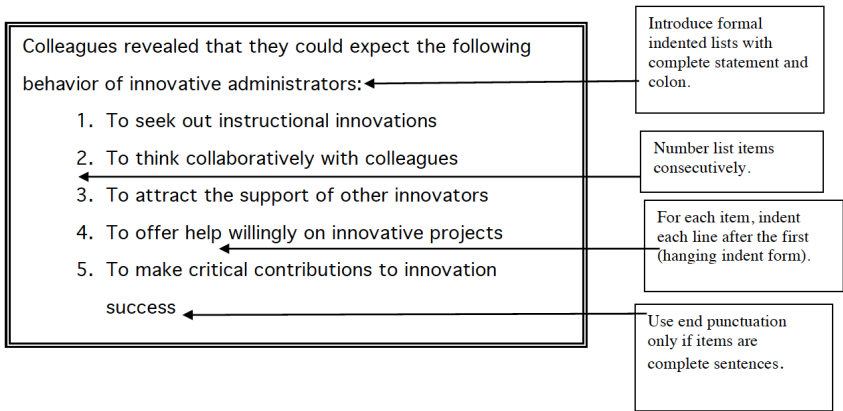 Colleagues revealed that they could expect the following
behavior of innovative administrators:
1. To seek out instructional innovations
2. To think collaboratively with colleagues
3. To attract the support of other innovators
4. To offer help willingly on innovative projects
5. To make critical contributions to innovation
success
Introduce formal
indented lists with
complete statement and
colon.
Number list items
consecutively.
For each item, indent
each line after the first
(hanging indent form).
Use end punctuation
only if items are
complete sentences.